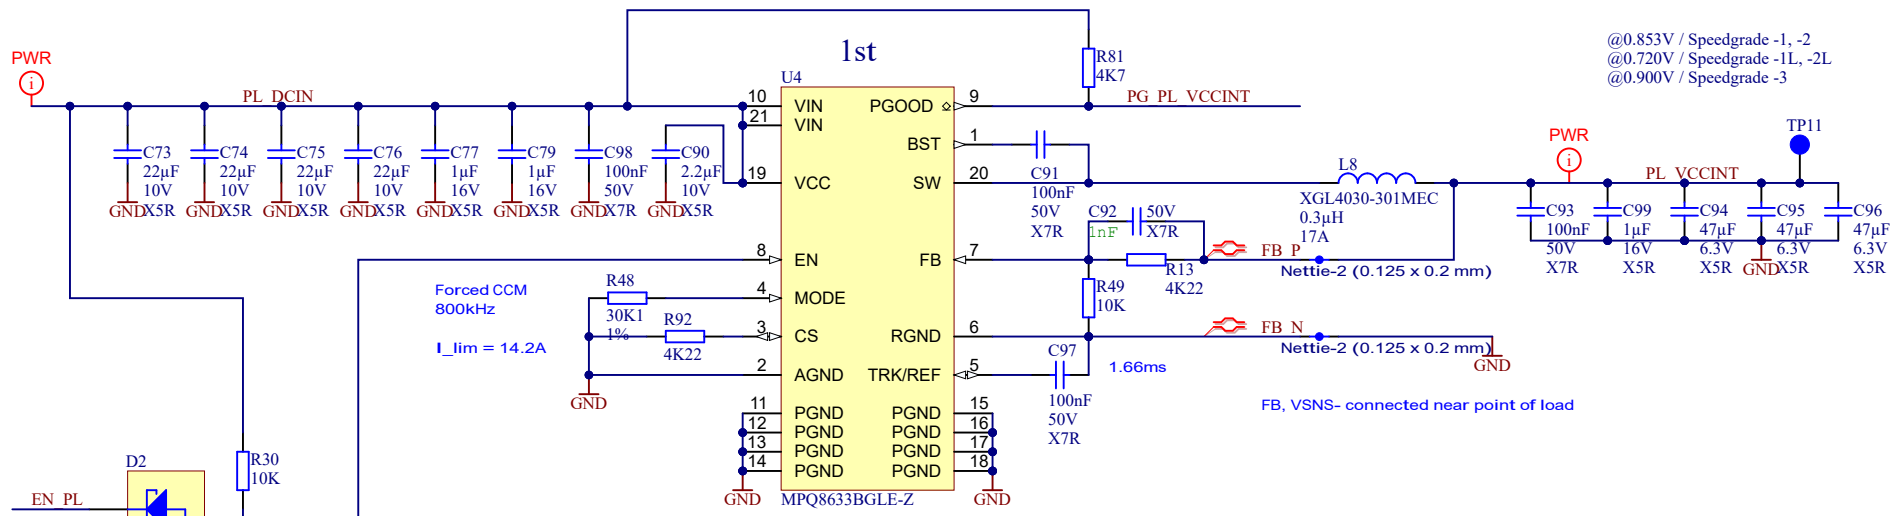 1st
@0.853V / Speedgrade -1, -2
@0.720V / Speedgrade -1L, -2L
@0.900V / Speedgrade -3
PWR
i
PL_DCIN
C73
22µF
10V
X5R
GND
C74
22µF
10V
X5R
GND
C75
22µF
10V
X5R
GND
C76
22µF
10V
X5R
GND
C77
1µF
16V
X5R
GND
C79
1µF
16V
X5R
GND
C98
100nF
50V
X7R
GND
C90
2.2µF
10V
X5R
GND
U4
10 VIN
21 VIN
19 VCC
8 EN
4 MODE
3 CS
2 AGND
11 PGND
12 PGND
13 PGND
14 PGND
PGOOD 9
BST 1
SW 20
FB 7
RGND 6
TRK/REF 5
PGND 15
PGND 16
PGND 17
PGND 18
GND
GND
MPQ8633BGLE-Z
R81
4K7
PG_PL_VCCINT
C91
100nF
50V
X7R
C92
1nF
50V
X7R
R13
4K22
R49
10K
C97
100nF
50V
X7R
1.66ms
FB_P
Nettie-2 (0.125 x 0.2 mm)
FB_N
Nettie-2 (0.125 x 0.2 mm)
GND
FB, VSNS- connected near point of load
L8
XGL4030-301MEC
0.3µH
17A
PWR
i
PL_VCCINT
TP11
C93
100nF
50V
X7R
C99
1µF
16V
X5R
C94
47µF
6.3V
X5R
C95
47µF
6.3V
X5R
GND
C96
47µF
6.3V
X5R
Forced CCM
800kHz
I_lim = 14.2A
R48
30K1
1%
R92
4K22
GND
R30
10K
D2
EN_PL